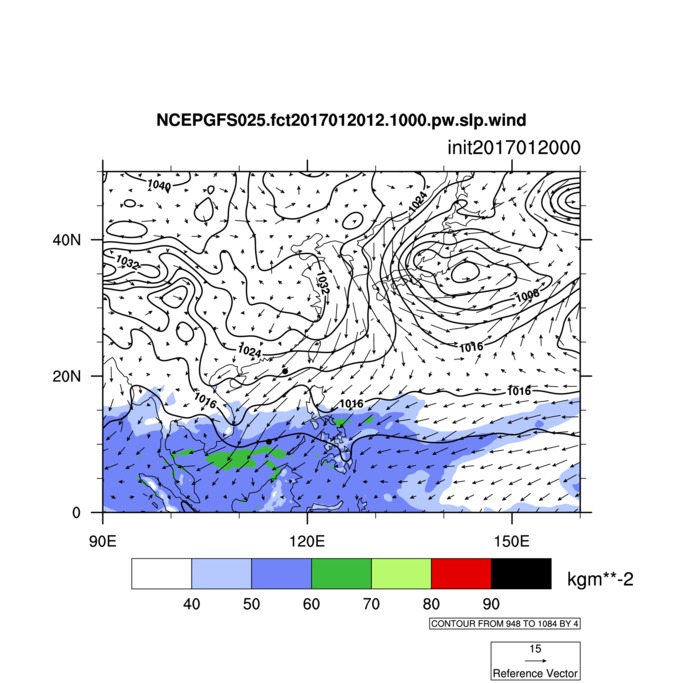 NCEPGFS025.fct2017012012.1000.pw.slp.wind
init2017012000
1040
1024
40N
1032
1032
1008
1024
1016
20N
1016
1016
1016
0
90E 120E 150E
kgm**-2
40 50 60 70 80 90
CONTOUR FROM 948 TO 1084 BY 4
15
Reference Vector